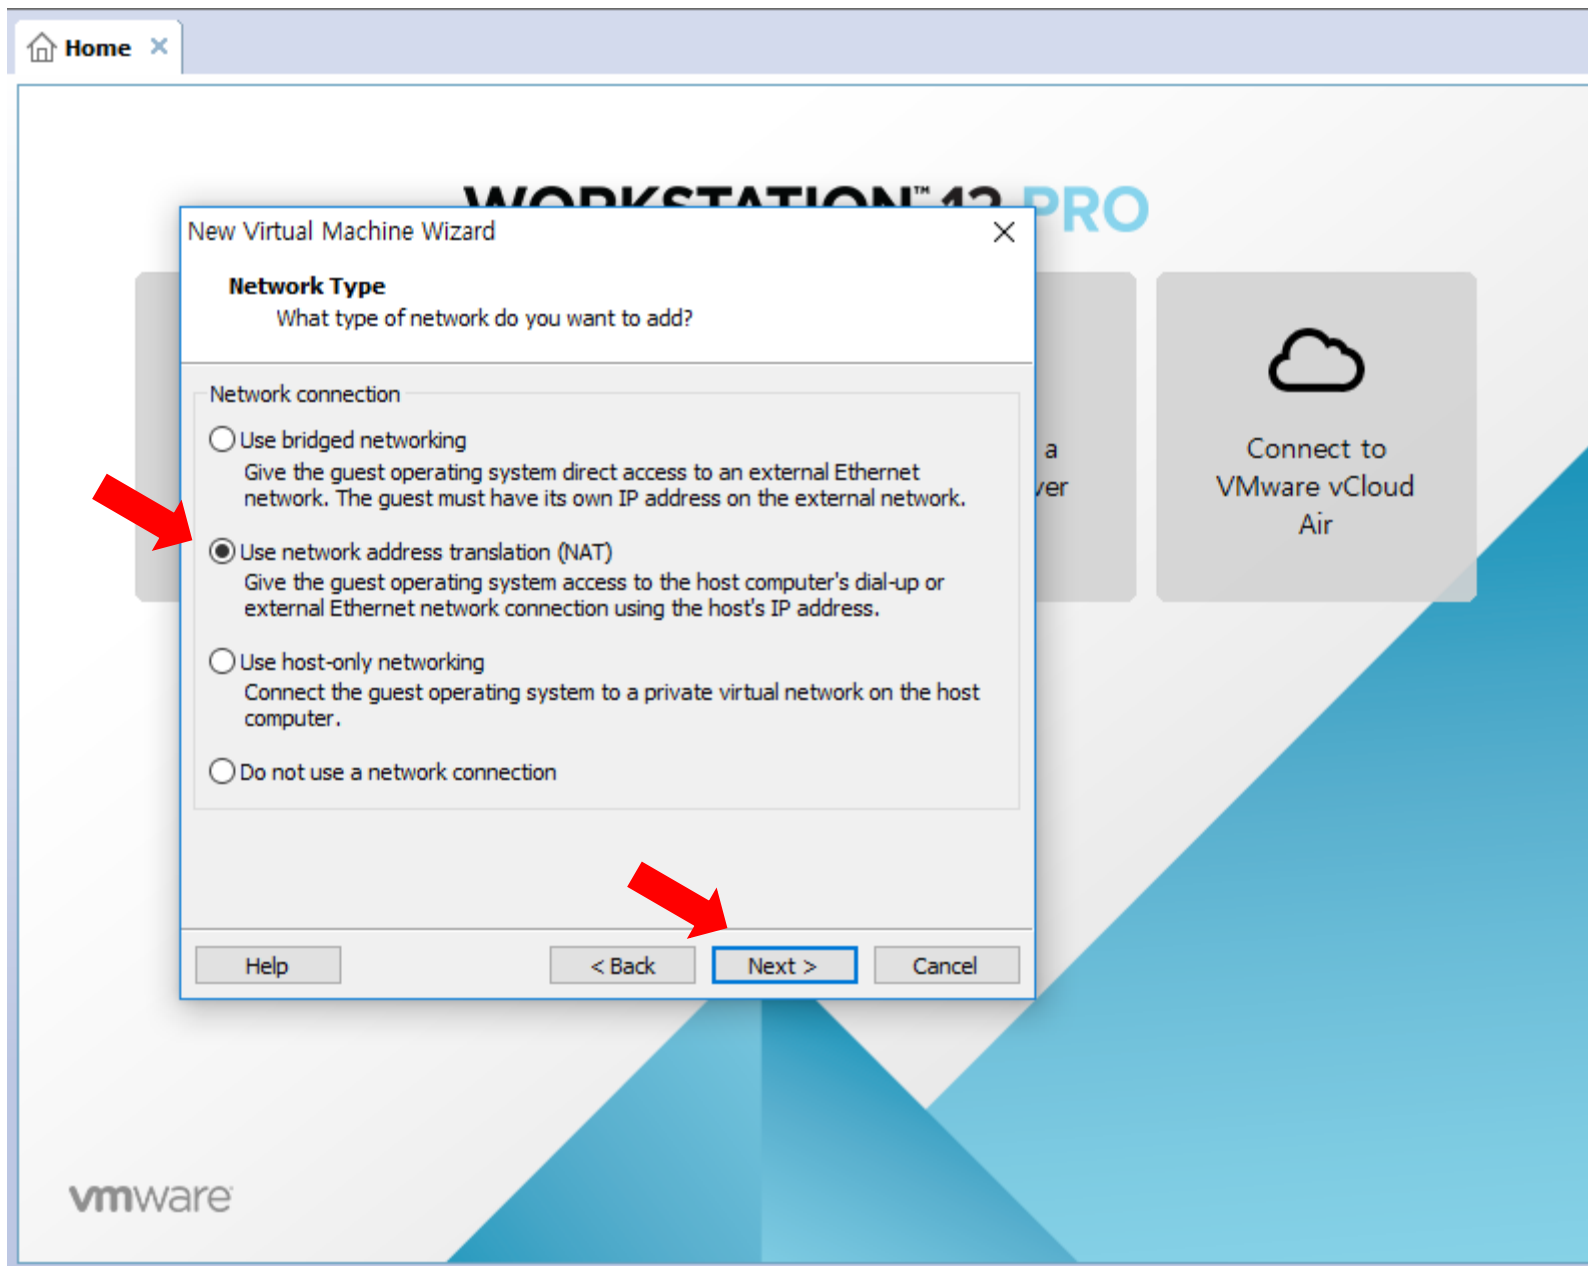 Home
WORKSTATION™ 12 PRO
New Virtual Machine Wizard
Network Type
What type of network do you want to add?
Network connection
Use bridged networking
Give the guest operating system direct access to an external Ethernet
network. The guest must have its own IP address on the external network.
Use network address translation (NAT)
Give the guest operating system access to the host computer's dial-up or
external Ethernet network connection using the host's IP address.
Use host-only networking
Connect the guest operating system to a private virtual network on the host
computer.
Do not use a network connection
Help
< Back
Next >
Cancel
a
ver
Connect to
VMware vCloud
Air
vmware